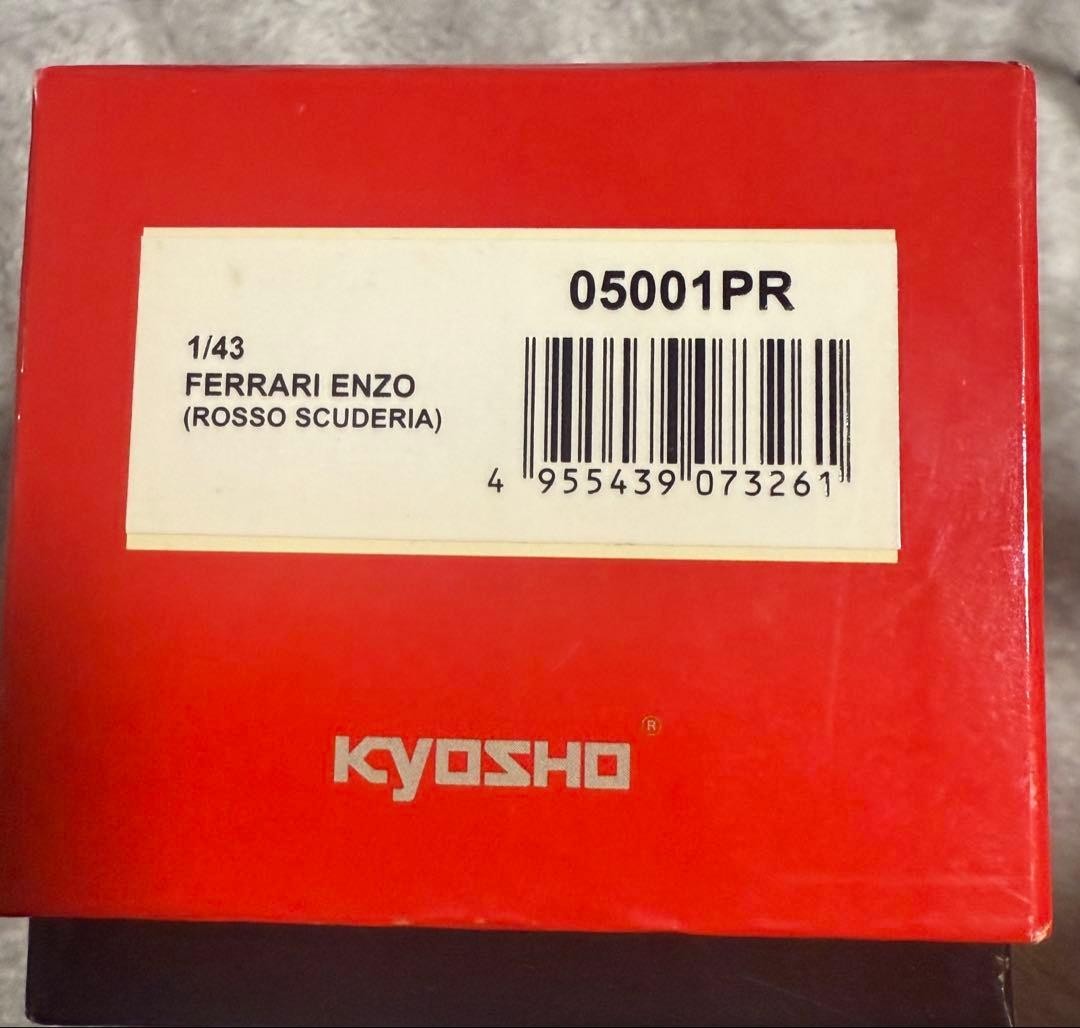 05001PR
1/43
FERRARI ENZO
(ROSSO SCUDERIA)
4 955439 073261
KYOSHO ®